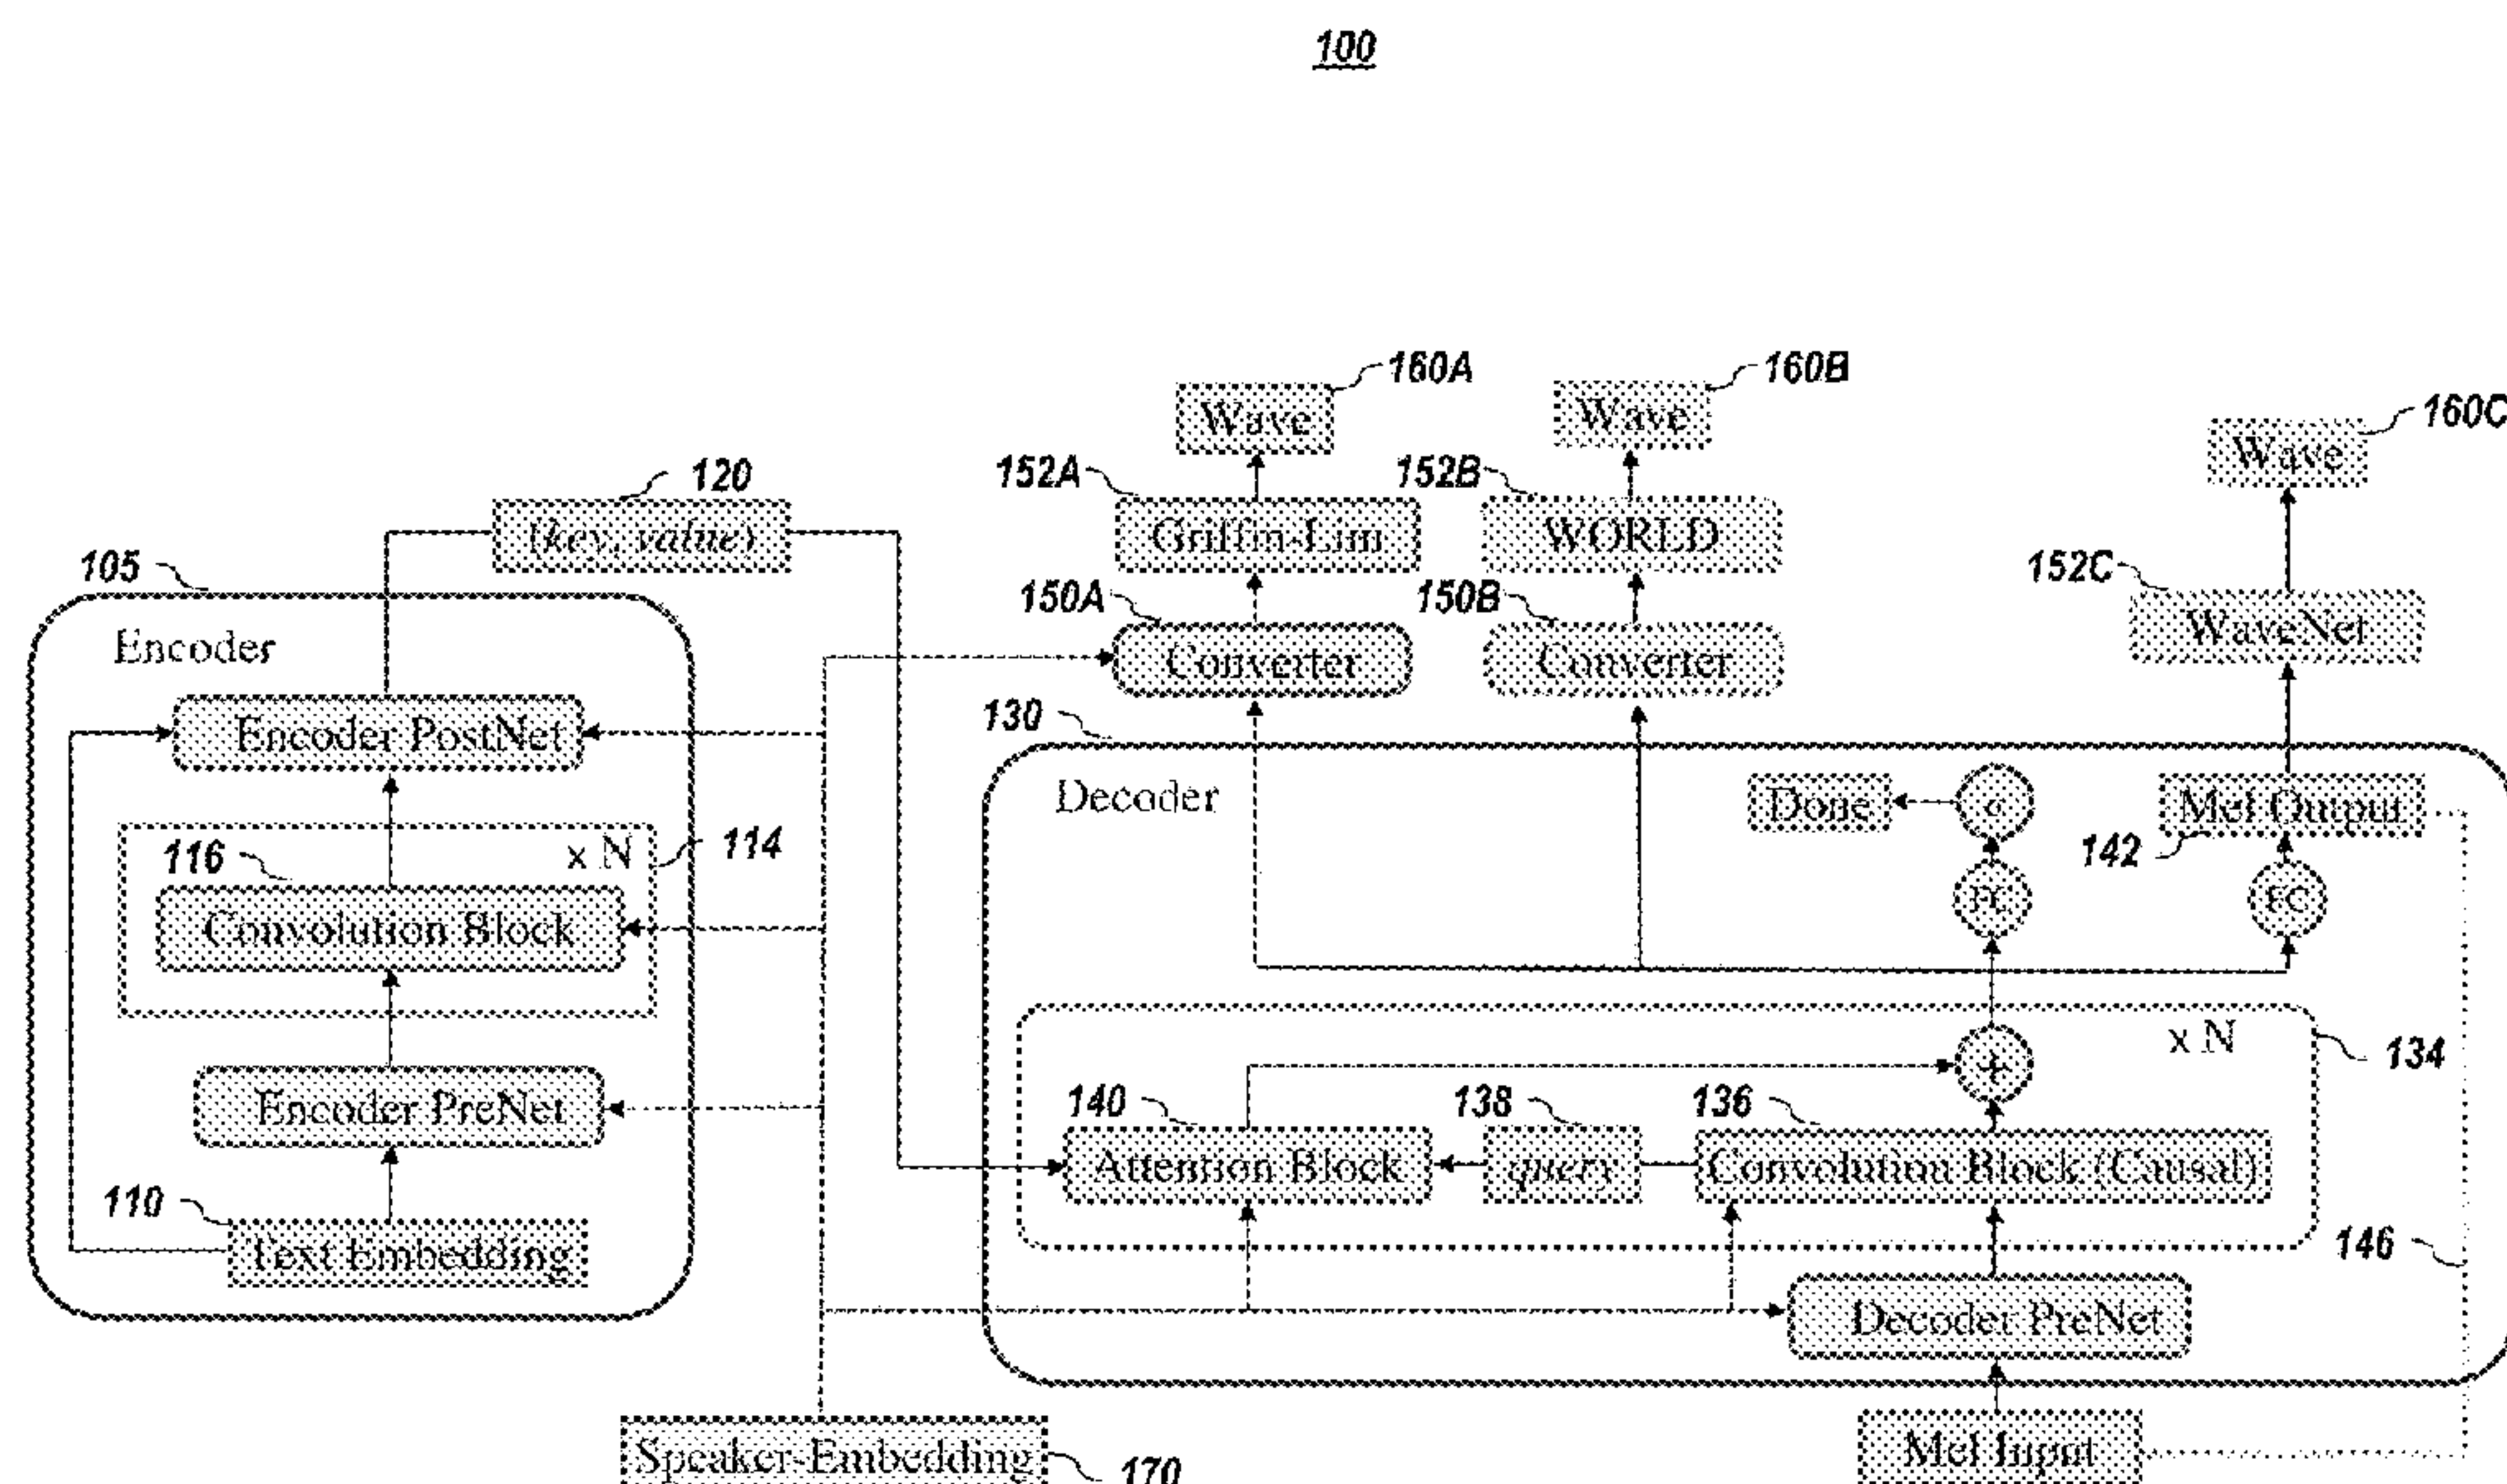 100
160A
160B
Wave
Wave
160C
Wave
120
152A
152B
(key, value)
Griffin-Lim
WORLD
105
152C
150A
150B
WaveNet
Encoder
Converter
Converter
130
Encoder PostNet
Decoder
Done
σ
Mel Output
142
116
x N
114
FC
FC
Convolution Block
x N
134
+
140
138
136
Encoder PreNet
Attention Block
query
Convolution Block (Causal)
110
Text Embedding
146
Decoder PreNet
Speaker Embedding
170
Mel Input